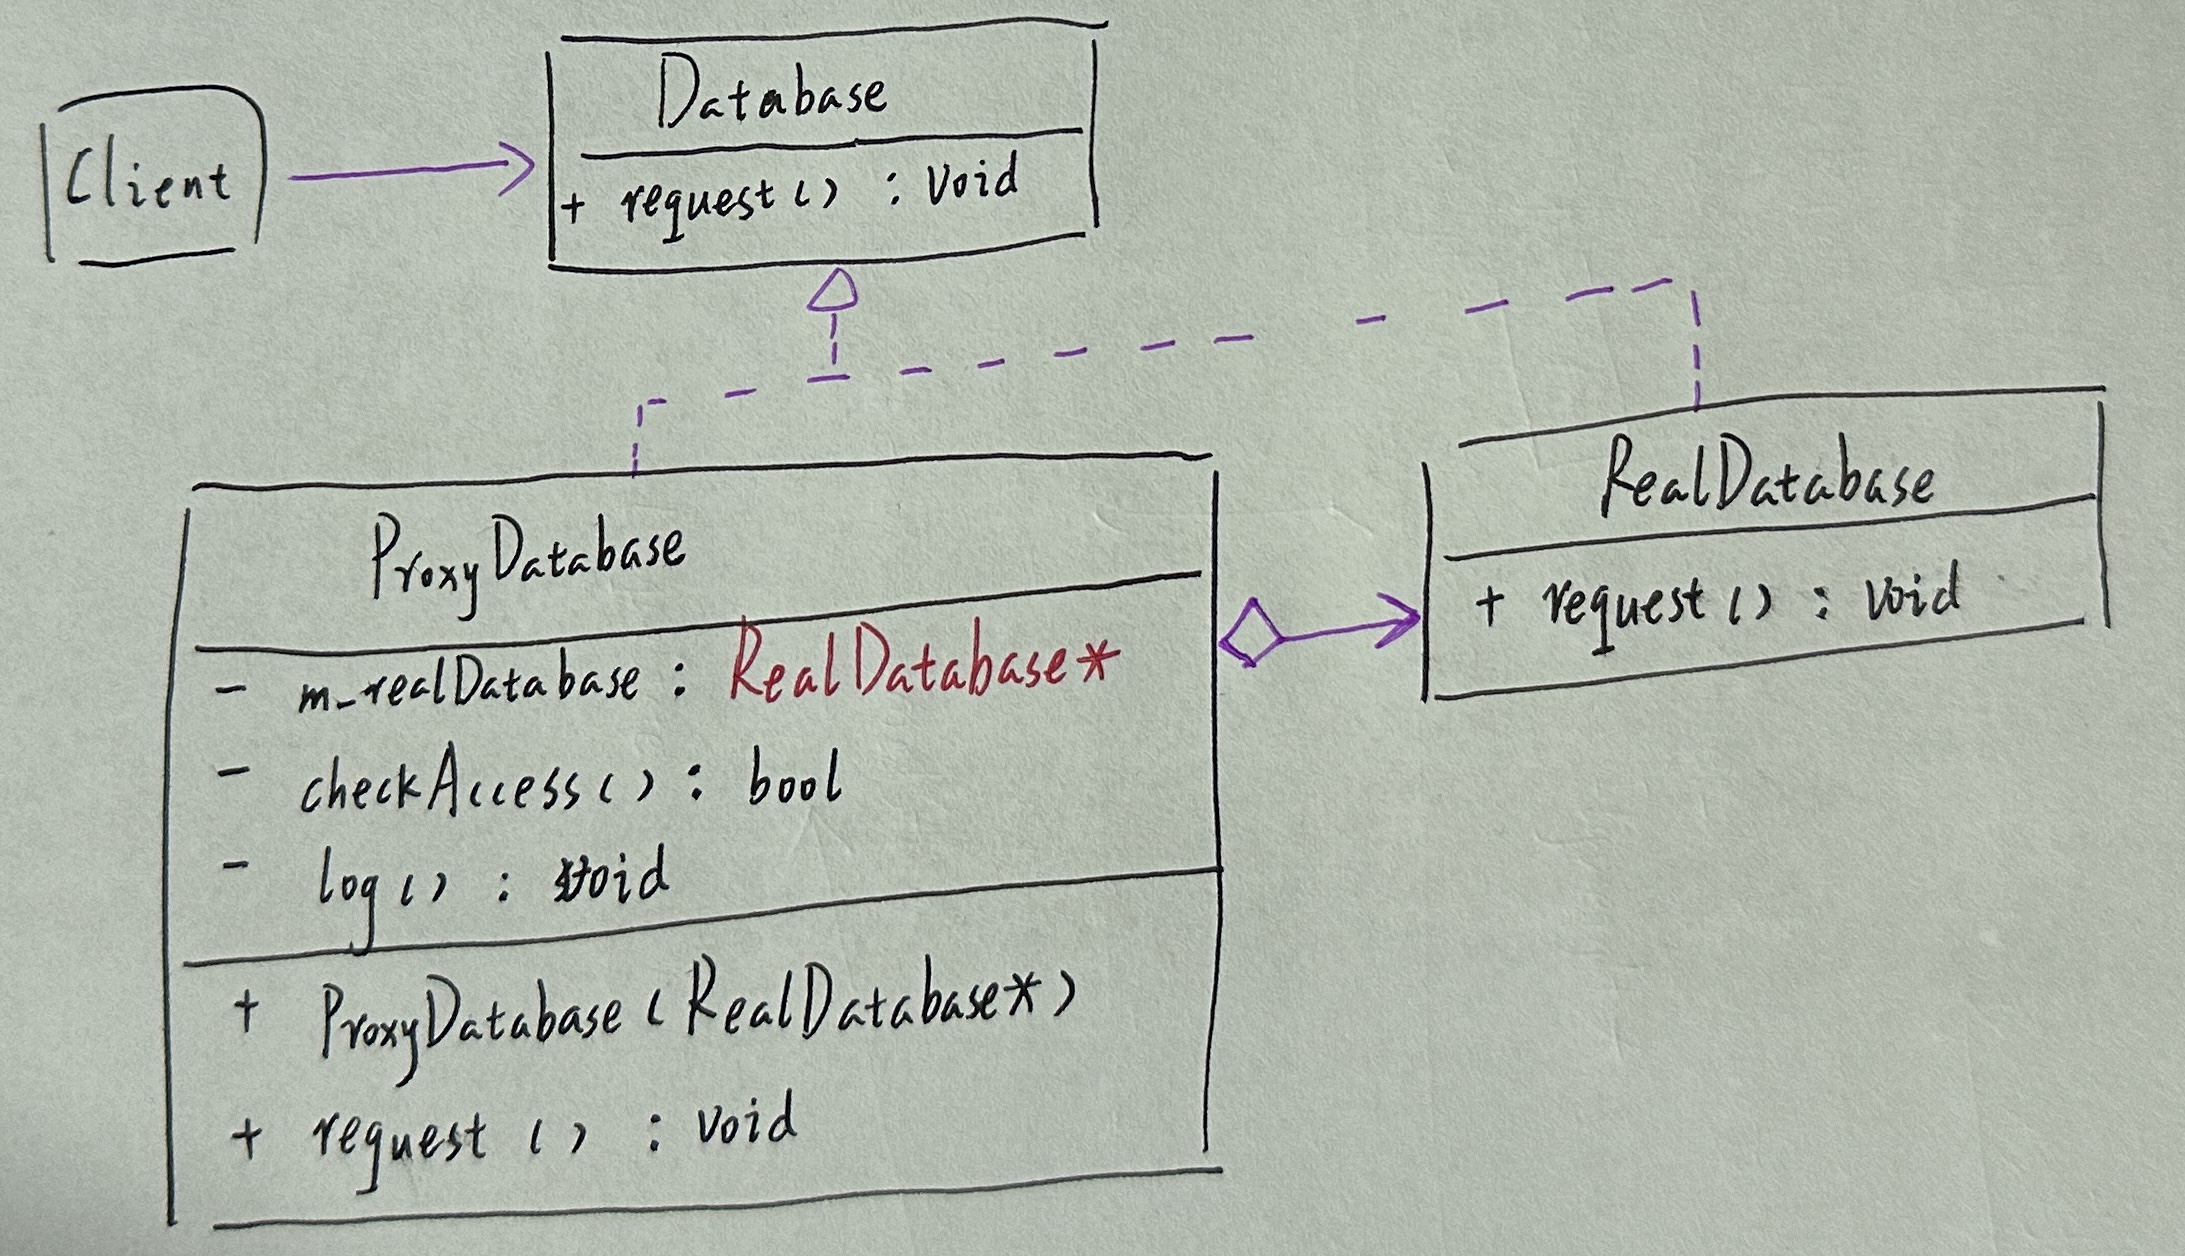 Client
Database
+ request() : void
ProxyDatabase
- m_realDatabase : RealDatabase*
- checkAccess() : bool
- log() : void
+ ProxyDatabase(RealDatabase*)
+ request() : void
RealDatabase
+ request() : void